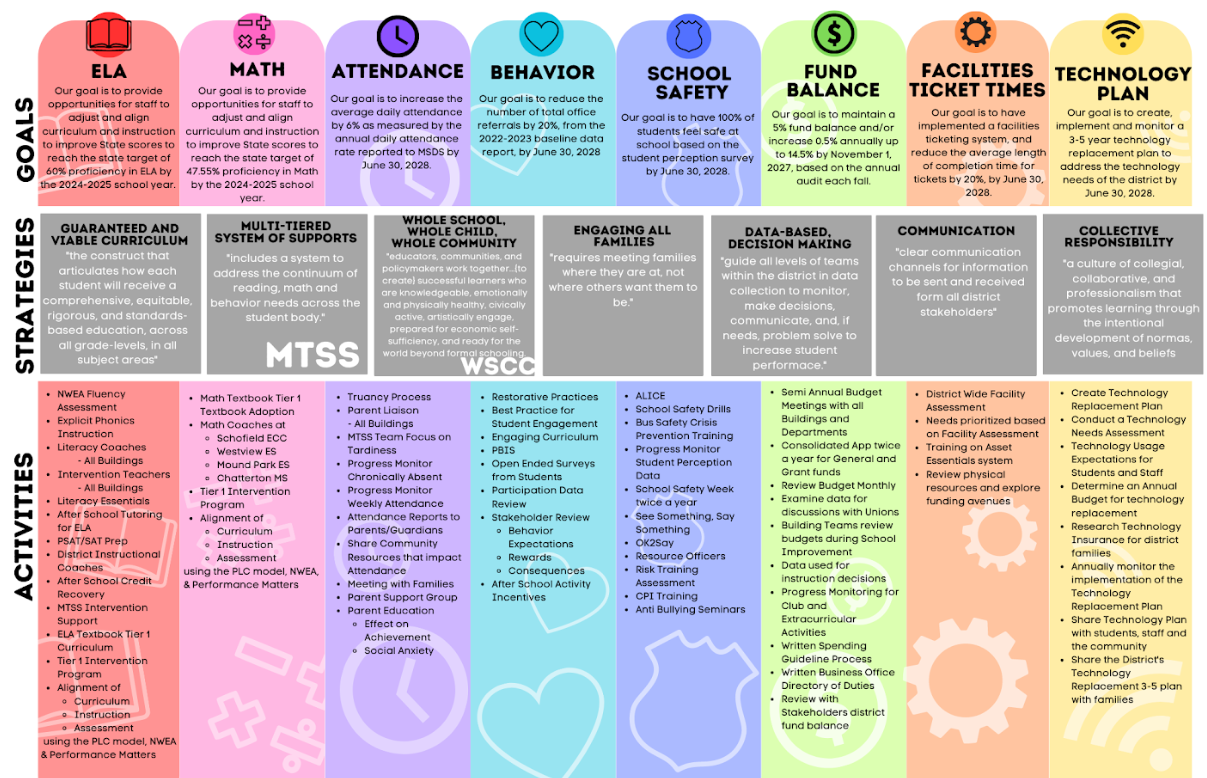 GOALS
ELA
Our goal is to provide
opportunities for staff to
adjust and align
curriculum and instruction
to improve State scores to
reach the state target of
60% proficiency in ELA by
the 2024-2025 school year.
MATH
Our goal is to provide
opportunities for staff to
adjust and align
curriculum and instruction
to improve State scores to
reach the state target of
47.55% proficiency in Math
by the 2024-2025 school
year.
ATTENDANCE
Our goal is to increase the
average daily attendance
by 6% as measured by the
annual daily attendance
rate reported to MSDS by
June 30, 2028.
BEHAVIOR
Our goal is to reduce the
number of total office
referrals by 20%, from the
2022-2023 baseline data
report, by June 30, 2028
SCHOOL
SAFETY
Our goal is to have 100% of
students feel safe at
school based on the
student perception survey
by June 30, 2028.
FUND
BALANCE
Our goal is to maintain a
5% fund balance and/or
increase 0.5% annually up
to 14.5% by November 1,
2027, based on the annual
audit each fall.
FACILITIES
TICKET TIMES
Our goal is to have
implemented a facilities
ticketing system, and
reduce the average length
of completion time for
tickets by 20%, by June 30,
2028.
TECHNOLOGY
PLAN
Our goal is to create,
implement and monitor a
3-5 year technology
replacement plan to
address the technology
needs of the district by
June 30, 2028.
STRATEGIES
GUARANTEED AND
VIABLE CURRICULUM
"the construct that
articulates how each
student will receive a
comprehensive, equitable,
rigorous, and standards-
based education, across
all grade-levels, in all
subject areas"
MULTI-TIERED
SYSTEM OF SUPPORTS
"includes a system to
address the continuum of
reading, math and
behavior needs across the
student body."
MTSS
WHOLE SCHOOL,
WHOLE CHILD,
WHOLE COMMUNITY
"educators, communities, and
policymakers work together...(to
create) successful learners who
are knowledgeable, emotionally
and physically healthy, civically
active, artistically engage,
prepared for economic self-
sufficiency, and ready for the
world beyond formal schooling.
WSCC
ENGAGING ALL
FAMILIES
"requires meeting families
where they are at, not
where others want them to
be."
DATA-BASED,
DECISION MAKING
"guide all levels of teams
within the district in data
collection to monitor,
make decisions,
communicate, and, if
needs, problem solve to
increase student
performace."
COMMUNICATION
"clear communication
channels for information
to be sent and received
form all district
stakeholders"
COLLECTIVE
RESPONSIBILITY
"a culture of collegial,
collaborative, and
professionalism that
promotes learning through
the intentional
development of normas,
values, and beliefs
ACTIVITIES
• NWEA Fluency
Assessment
• Explicit Phonics
Instruction
• Literacy Coaches
- All Buildings
• Intervention Teachers
- All Buildings
• Literacy Essentials
• After School Tutoring
for ELA
• PSAT/SAT Prep
• District Instructional
Coaches
• After School Credit
Recovery
• MTSS Intervention
Support
• ELA Textbook Tier 1
Curriculum
• Tier 1 Intervention
Program
• Alignment of
◦ Curriculum
◦ Instruction
◦ Assessment
using the PLC model, NWEA
& Performance Matters
• Math Textbook Tier 1
Textbook Adoption
• Math Coaches at
◦ Schofield ECC
◦ Westview ES
◦ Mound Park ES
◦ Chatterton MS
• Tier 1 Intervention
Program
• Alignment of
◦ Curriculum
◦ Instruction
◦ Assessment
using the PLC model, NWEA,
& Performance Matters
• Truancy Process
• Parent Liaison
- All Buildings
• MTSS Team Focus on
Tardiness
• Progress Monitor
Chronically Absent
• Progress Monitor
Weekly Attendance
• Attendance Reports to
Parents/Guardians
• Share Community
Resources that impact
Attendance
• Meeting with Families
• Parent Support Group
• Parent Education
◦ Effect on
Achievement
◦ Social Anxiety
• Restorative Practices
• Best Practice for
Student Engagement
• Engaging Curriculum
• PBIS
• Open Ended Surveys
from Students
• Participation Data
Review
• Stakeholder Review
◦ Behavior
Expectations
◦ Rewards
◦ Consequences
• After School Activity
Incentives
• ALICE
• School Safety Drills
• Bus Safety Crisis
Prevention Training
• Progress Monitor
Student Perception
Data
• School Safety Week
twice a year
• See Something, Say
Something
• OK2Say
• Resource Officers
• Risk Training
Assessment
• CPI Training
• Anti Bullying Seminars
• Semi Annual Budget
Meetings with all
Buildings and
Departments
• Consolidated App twice
a year for General and
Grant funds
• Review Budget Monthly
• Examine data for
discussions with Unions
• Building Teams review
budgets during School
Improvement
• Data used for
instruction decisions
• Progress Monitoring for
Club and
Extracurricular
Activities
• Written Spending
Guideline Process
• Written Business Office
Directory of Duties
• Review with
Stakeholders district
fund balance
• District Wide Facility
Assessment
• Needs prioritized based
on Facility Assessment
• Training on Asset
Essentials system
• Review physical
resources and explore
funding avenues
• Create Technology
Replacement Plan
• Conduct a Technology
Needs Assessment
• Technology Usage
Expectations for
Students and Staff
• Determine an Annual
Budget for technology
replacement
• Research Technology
Insurance for district
families
• Annually monitor the
implementation of the
Technology
Replacement Plan
• Share Technology Plan
with students, staff and
the community
• Share the District's
Technology
Replacement 3-5 plan
with families